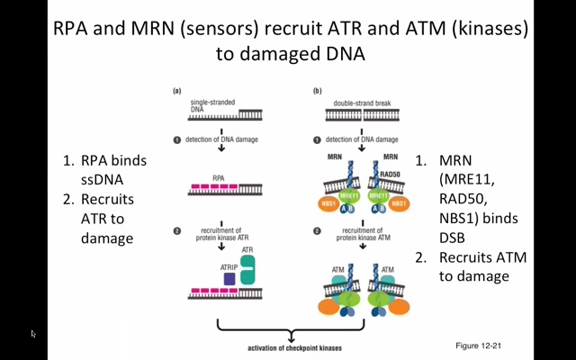 RPA and MRN (sensors) recruit ATR and ATM (kinases)
to damaged DNA
1. RPA binds
ssDNA
2. Recruits
ATR to
damage
(a)
single-stranded
DNA
1 detection of DNA damage
RPA
2 recruitment of
protein kinase ATR
ATR
ATRIP
(b)
double-strand break
1 detection of DNA damage
MRN MRN
RAD50
MRE11 MRE11
NBS1 NBS1
A B A B
2 recruitment of
protein kinase ATM
ATM ATM
activation of checkpoint kinases
1. MRN
(MRE11,
RAD50,
NBS1) binds
DSB
2. Recruits ATM
to damage
Figure 12-21